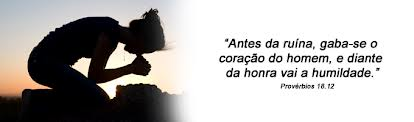 “Antes da ruína, gaba-se o
coração do homem, e diante
da honra vai a humildade.”
Provérbios 18.12